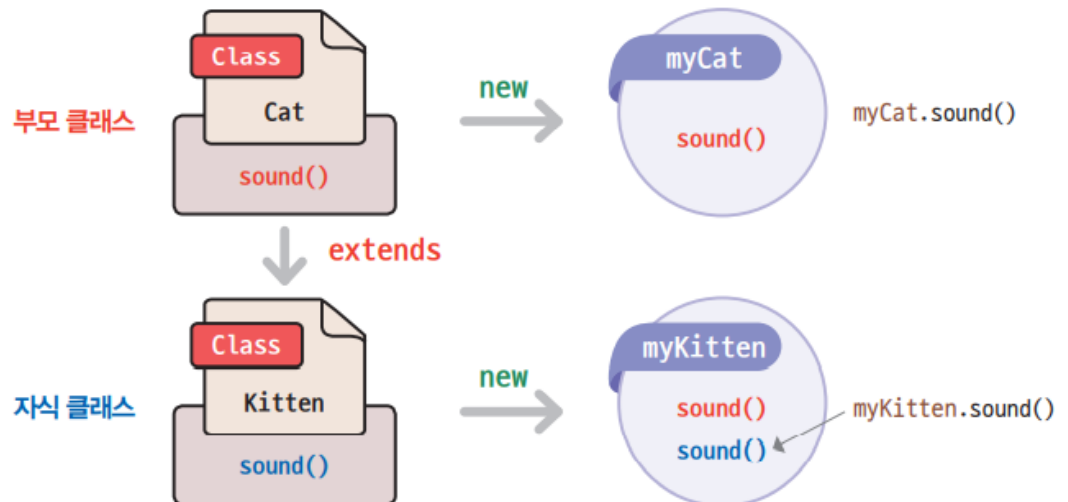 Class
Cat
부모 클래스
sound()
new
myCat
sound()
myCat.sound()
extends
Class
Kitten
자식 클래스
sound()
new
myKitten
sound()
sound()
myKitten.sound()